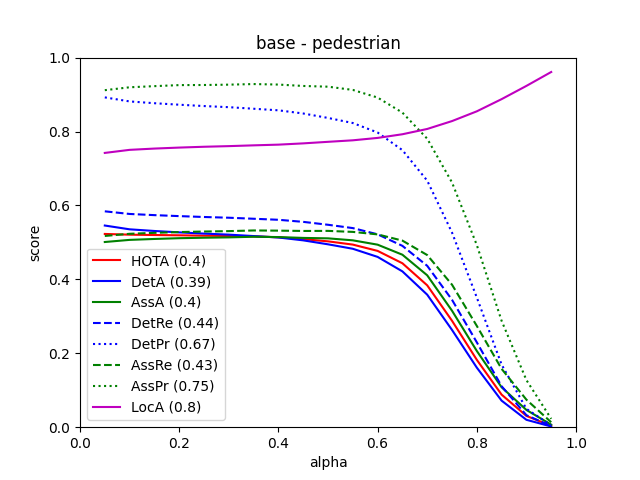 base - pedestrian
1.0
0.8
0.6
0.4
0.2
0.0
score
HOTA (0.4)
DetA (0.39)
AssA (0.4)
DetRe (0.44)
DetPr (0.67)
AssRe (0.43)
AssPr (0.75)
LocA (0.8)
0.0 0.2 0.4 0.6 0.8 1.0
alpha